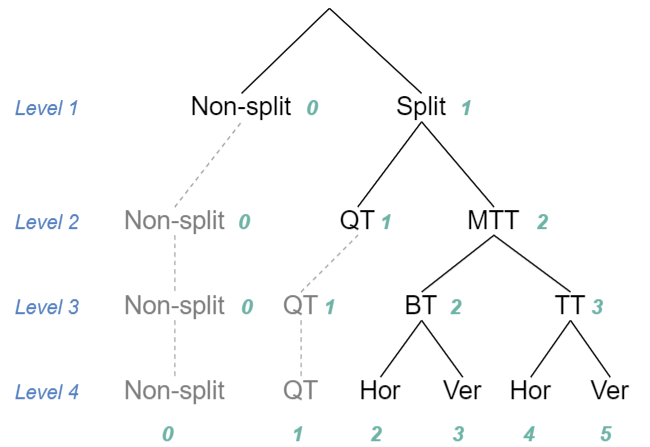 Level 1 Non-split 0 Split 1
Level 2 Non-split 0 QT 1 MTT 2
Level 3 Non-split 0 QT 1 BT 2 TT 3
Level 4 Non-split QT Hor Ver Hor Ver
0 1 2 3 4 5